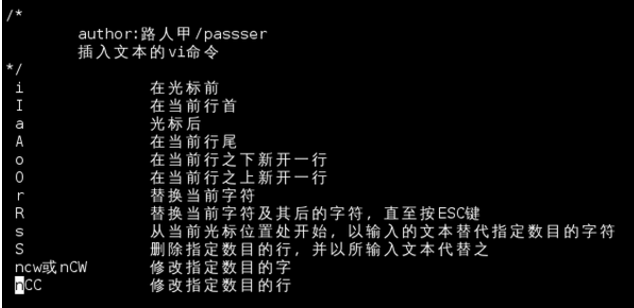 /*
author:路人甲/passser
插入文本的vi命令
*/
i 在光标前
I 在当前行首
a 光标后
A 在当前行尾
o 在当前行之下新开一行
O 在当前行之上新开一行
r 替换当前字符
R 替换当前字符及其后的字符, 直至按ESC键
s 从当前光标位置处开始, 以输入的文本替代指定数目的字符
S 删除指定数目的行, 并以所输入文本代替之
ncw或nCW 修改指定数目的字
nCC 修改指定数目的行